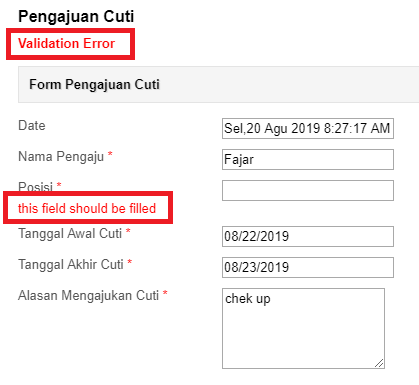 Pengajuan Cuti
Validation Error
Form Pengajuan Cuti
Date Sel,20 Agu 2019 8:27:17 AM
Nama Pengaju * Fajar
Posisi *
this field should be filled
Tanggal Awal Cuti * 08/22/2019
Tanggal Akhir Cuti * 08/23/2019
Alasan Mengajukan Cuti * chek up